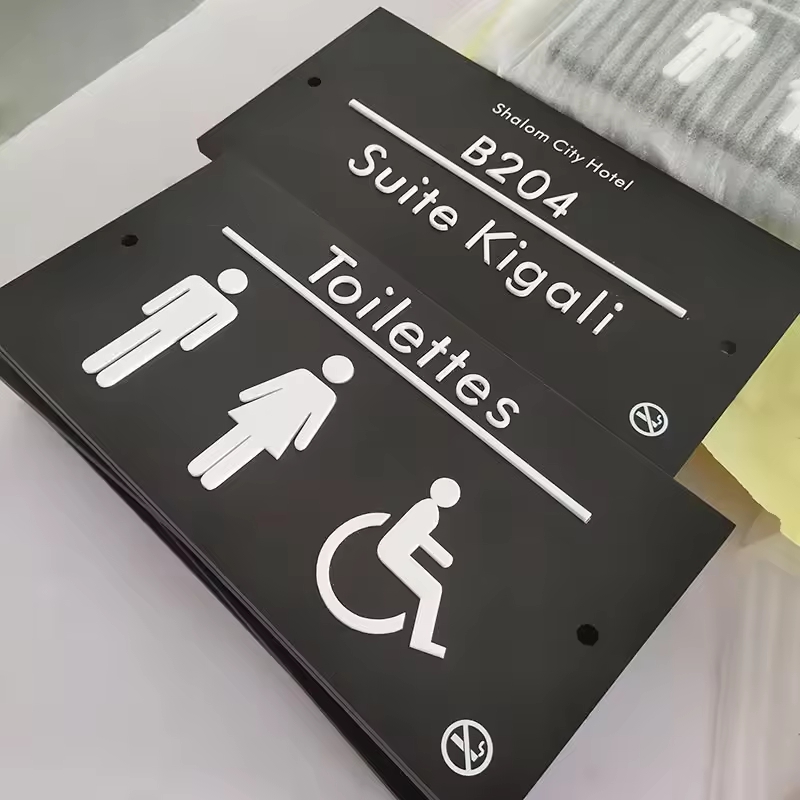 Shalom City Hotel
B204
Suite Kigali
Toilettes